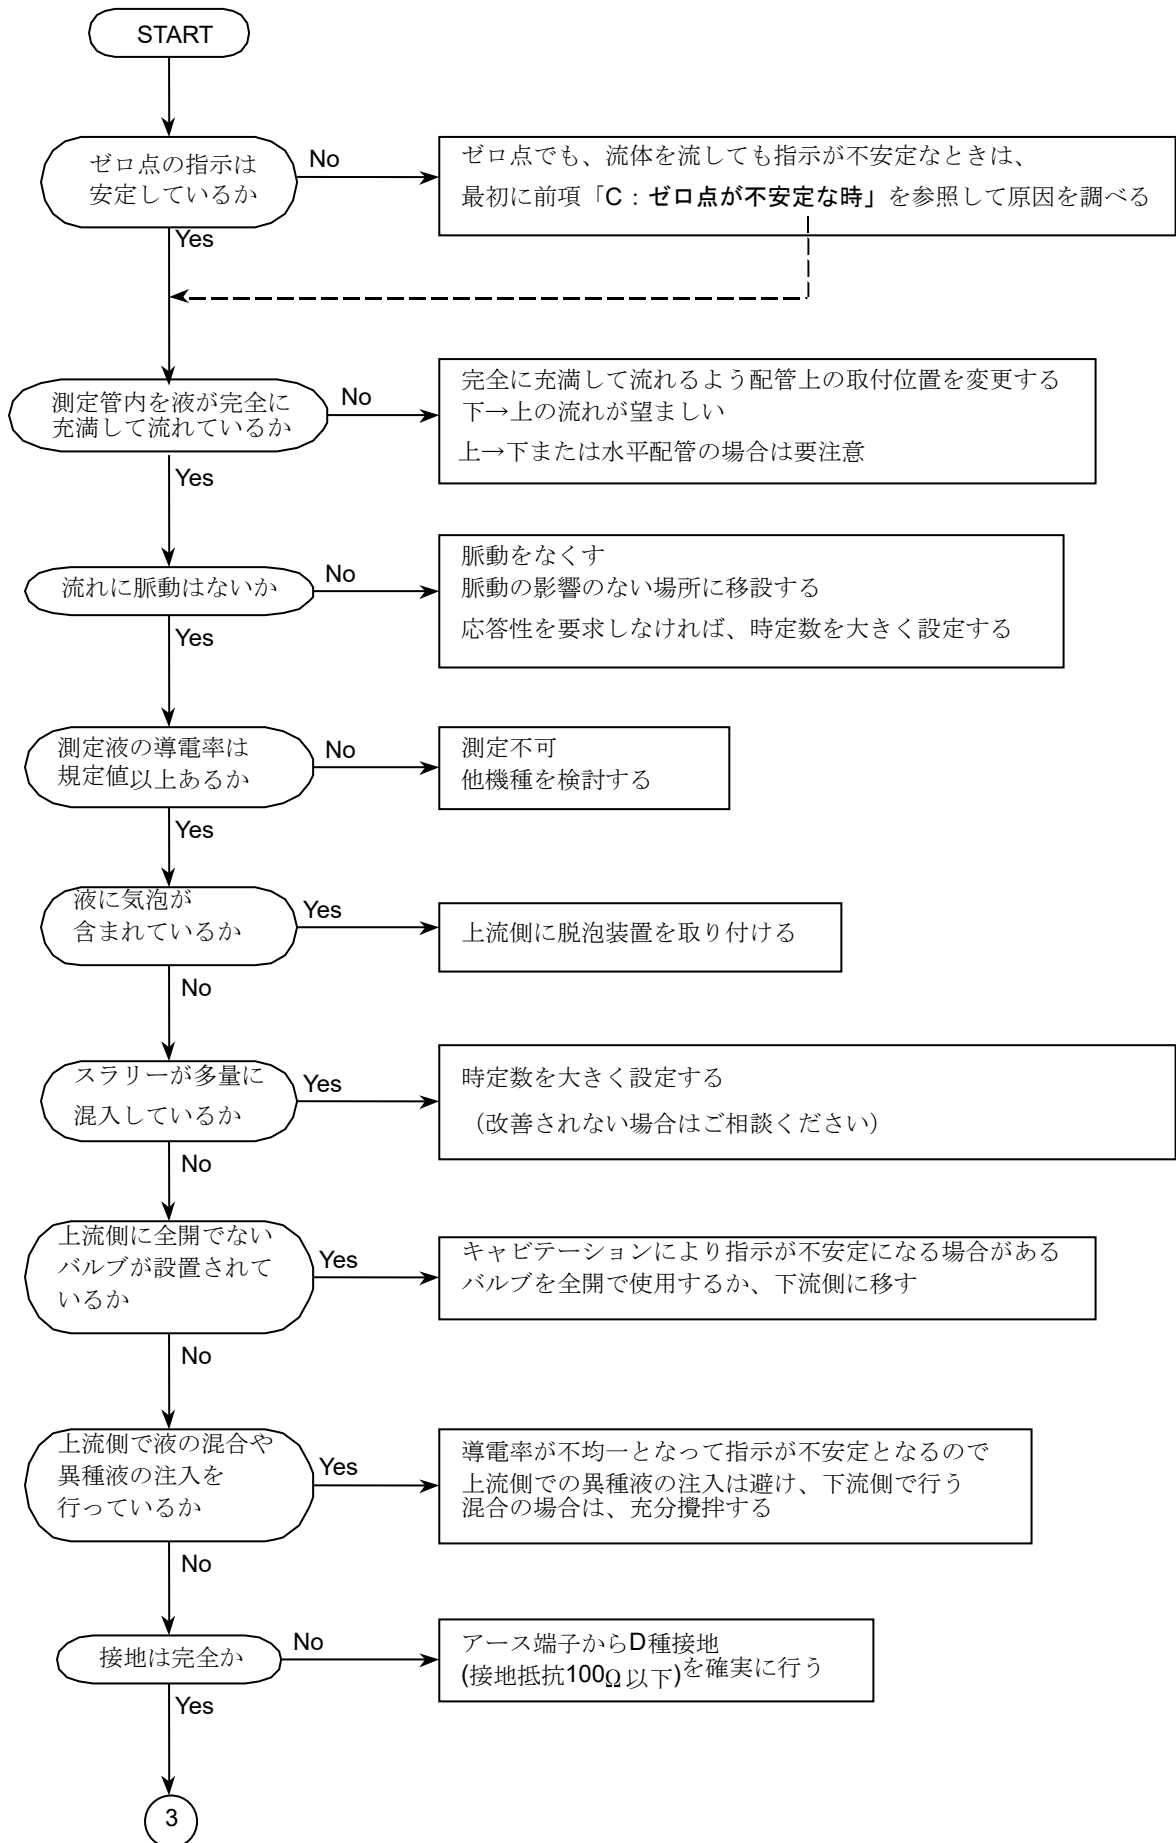 START
ゼロ点の指示は
安定しているか
No
ゼロ点でも、流体を流しても指示が不安定なときは、
最初に前項「C：ゼロ点が不安定な時」を参照して原因を調べる
Yes
測定管内を液が完全に
充満して流れているか
No
完全に充満して流れるよう配管上の取付位置を変更する
下→上の流れが望ましい
上→下または水平配管の場合は要注意
Yes
流れに脈動はないか
No
脈動をなくす
脈動の影響のない場所に移設する
応答性を要求しなければ、時定数を大きく設定する
Yes
測定液の導電率は
規定値以上あるか
No
測定不可
他機種を検討する
Yes
液に気泡が
含まれているか
Yes
上流側に脱泡装置を取り付ける
No
スラリーが多量に
混入しているか
Yes
時定数を大きく設定する
（改善されない場合はご相談ください）
No
上流側に全開でない
バルブが設置されて
いるか
Yes
キャビテーションにより指示が不安定になる場合がある
バルブを全開で使用するか、下流側に移す
No
上流側で液の混合や
異種液の注入を
行っているか
Yes
導電率が不均一となって指示が不安定となるので
上流側での異種液の注入は避け、下流側で行う
混合の場合は、充分攪拌する
No
接地は完全か
No
アース端子からD種接地
(接地抵抗100Ω以下)を確実に行う
Yes
3